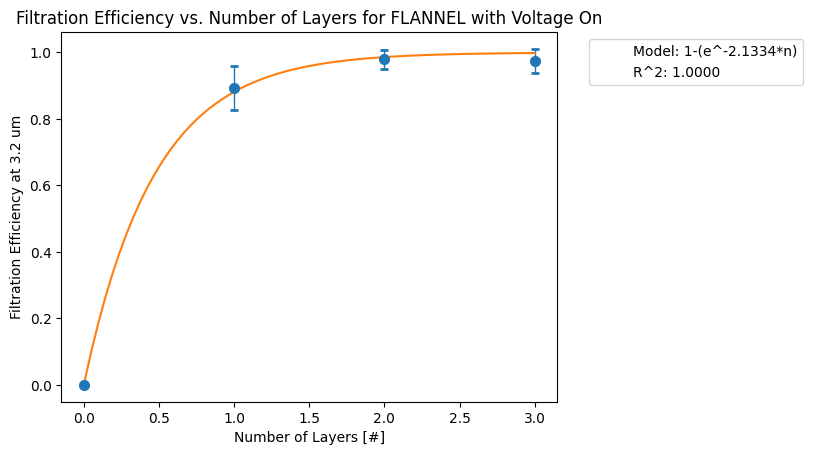 Filtration Efficiency vs. Number of Layers for FLANNEL with Voltage On
Model: 1-(e^-2.1334*n)
R^2: 1.0000
Filtration Efficiency at 3.2 um
1.0
0.8
0.6
0.4
0.2
0.0
0.0 0.5 1.0 1.5 2.0 2.5 3.0
Number of Layers [#]